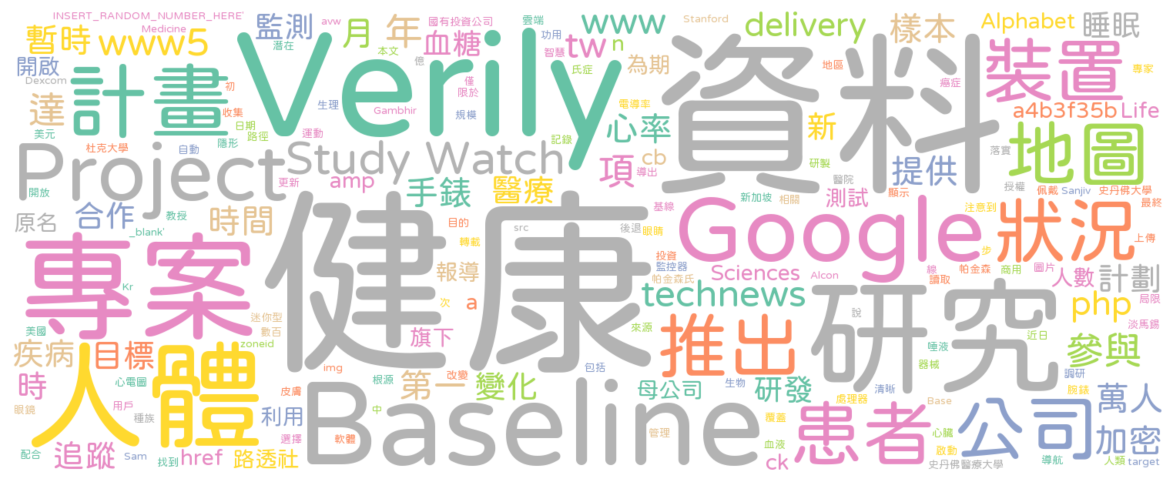 INSERT_RANDOM_NUMBER_HERE'
Medicine
監測
月
年
國有投資公司
avw
雲端
www
delivery
Stanford
樣本
Alphabet
睡眠
暫時
www5
潛在
血糖
本文
功用
tw
n
智慧
為期
地區
專家
開啟
Dexcom
計畫
Verily
億
氏症
僅
限於
資料
癌症
裝置
達
初
收集
生理
Gambhir
規模
電導率
心率
新
a4b3f35b
Life
美元
日期
路徑
隱形
運動
記錄
研製
落實
地圖
杜克大學
自動
Project
Study Watch
項
cb
導出
醫院
提供
授權
開放
更新
amp
手錶
醫療
新加坡
相關
顯示
佩戴
Sanjiv
史丹佛大學
最終
原名
合作
教授
時間
目的
基線
測試
注意到
_blank'
健康
src
後退
眼睛
Google
狀況
上傳
專案
轉載
投資
監控器
步
線
帕金森
商用
圖片
Kr
報導
Sciences
Alcon
讀取
人數
計劃
帕金森氏
technews
a
次
php
局限
迷你型
數百
美國
旗下
來源
說
研究
淡馬錫
疾病
目標
zoneid
推出
唾液
近日
參與
人體
img
包括
器械
時
心電圖
皮膚
根源
改變
第一
變化
母公司
研發
生物
清晰
調研
眼鏡
用戶
種族
利用
Baseline
處理器
Base
眼鏡
萬人
中
覆蓋
患者
公司
加密
追蹤
選擇
軟體
管理
心臟
配合
Sam
找到
href
路透社
血液
啟動
ck
史丹佛醫療大學
導航
人類
target